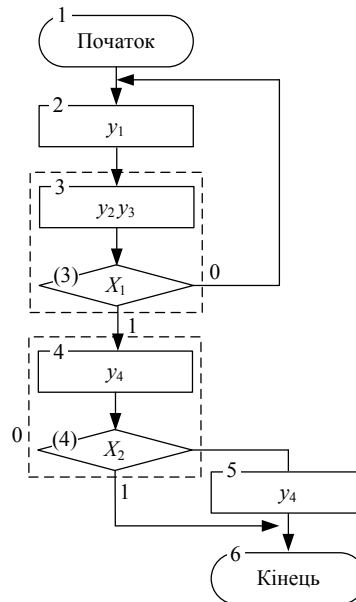 1
Початок
2
y₁
3
y₂ y₃
(3)
X₁
0
1
4
y₄
0
(4)
X₂
1
5
y₄
6
Кінець